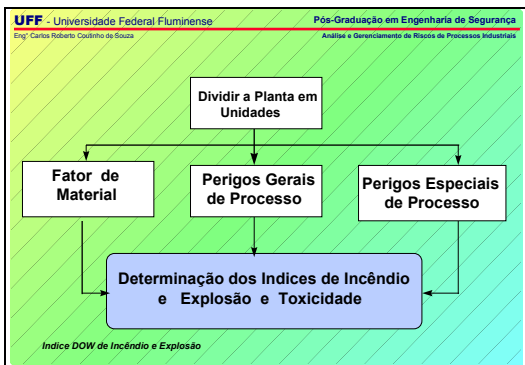 UFF - Universidade Federal Fluminense
Pós-Graduação em Engenharia de Segurança
Engº Carlos Roberto Coutinho de Souza
Análise e Gerenciamento de Riscos de Processos Industriais
Dividir a Planta em
Unidades
Fator de
Material
Perigos Gerais
de Processo
Perigos Especiais
de Processo
Determinação dos Indices de Incêndio
e Explosão e Toxicidade
Indice DOW de Incêndio e Explosão